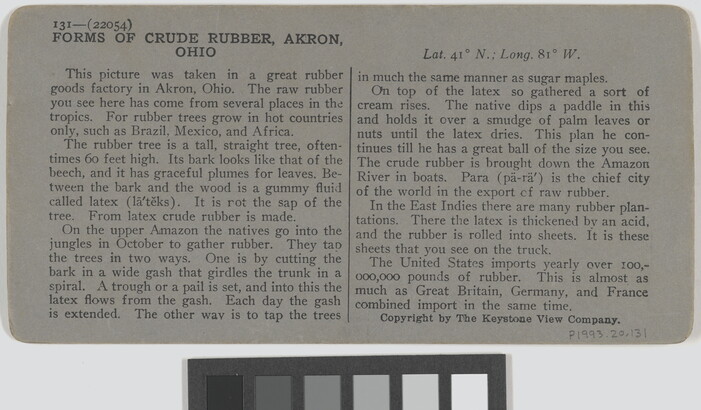 131—(22054)
FORMS OF CRUDE RUBBER, AKRON,
OHIO
This picture was taken in a great rubber
goods factory in Akron, Ohio. The raw rubber
you see here has come from several places in the
tropics. For rubber trees grow in hot countries
only, such as Brazil, Mexico, and Africa.
The rubber tree is a tall, straight tree, often-
times 60 feet high. Its bark looks like that of the
beech, and it has graceful plumes for leaves. Be-
tween the bark and the wood is a gummy fluid
called latex (lā′tĕks). It is not the sap of the
tree. From latex crude rubber is made.
On the upper Amazon the natives go into the
jungles in October to gather rubber. They tap
the trees in two ways. One is by cutting the
bark in a wide gash that girdles the trunk in a
spiral. A trough or a pail is set, and into this the
latex flows from the gash. Each day the gash
is extended. The other way is to tap the trees
Lat. 41° N.; Long. 81° W.
in much the same manner as sugar maples.
On top of the latex so gathered a sort of
cream rises. The native dips a paddle in this
and holds it over a smudge of palm leaves or
nuts until the latex dries. This plan he con-
tinues till he has a great ball of the size you see.
The crude rubber is brought down the Amazon
River in boats. Para (pä-rä′) is the chief city
of the world in the export of raw rubber.
In the East Indies there are many rubber plan-
tations. There the latex is thickened by an acid,
and the rubber is rolled into sheets. It is these
sheets that you see on the truck.
The United States imports yearly over 100,-
000,000 pounds of rubber. This is almost as
much as Great Britain, Germany, and France
combined import in the same time.
Copyright by The Keystone View Company.
P1993.20.131